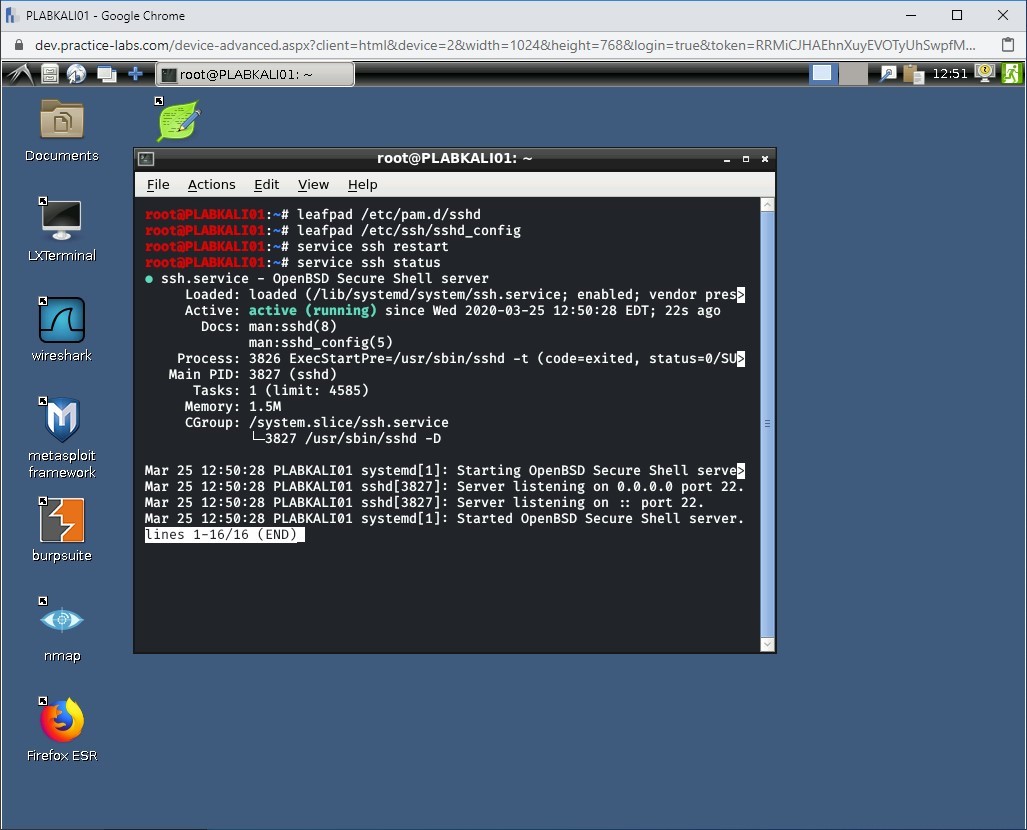 PLABKALI01 - Google Chrome
dev.practice-labs.com/device-advanced.aspx?client=html&device=2&width=1024&height=768&login=true&token=RRMiCJHAEhnXuyEVOTyUhSwpfM...
root@PLABKALI01: ~
12:51
Documents
LXTerminal
wireshark
metasploit
framework
burpsuite
nmap
Firefox ESR
root@PLABKALI01: ~
File Actions Edit View Help
root@PLABKALI01:~# leafpad /etc/pam.d/sshd
root@PLABKALI01:~# leafpad /etc/ssh/sshd_config
root@PLABKALI01:~# service ssh restart
root@PLABKALI01:~# service ssh status
● ssh.service - OpenBSD Secure Shell server
Loaded: loaded (/lib/systemd/system/ssh.service; enabled; vendor pres>
Active: active (running) since Wed 2020-03-25 12:50:28 EDT; 22s ago
Docs: man:sshd(8)
man:sshd_config(5)
Process: 3826 ExecStartPre=/usr/sbin/sshd -t (code=exited, status=0/SU>
Main PID: 3827 (sshd)
Tasks: 1 (limit: 4585)
Memory: 1.5M
CGroup: /system.slice/ssh.service
└─3827 /usr/sbin/sshd -D
Mar 25 12:50:28 PLABKALI01 systemd[1]: Starting OpenBSD Secure Shell serve>
Mar 25 12:50:28 PLABKALI01 sshd[3827]: Server listening on 0.0.0.0 port 22.
Mar 25 12:50:28 PLABKALI01 sshd[3827]: Server listening on :: port 22.
Mar 25 12:50:28 PLABKALI01 systemd[1]: Started OpenBSD Secure Shell server.
lines 1-16/16 (END)